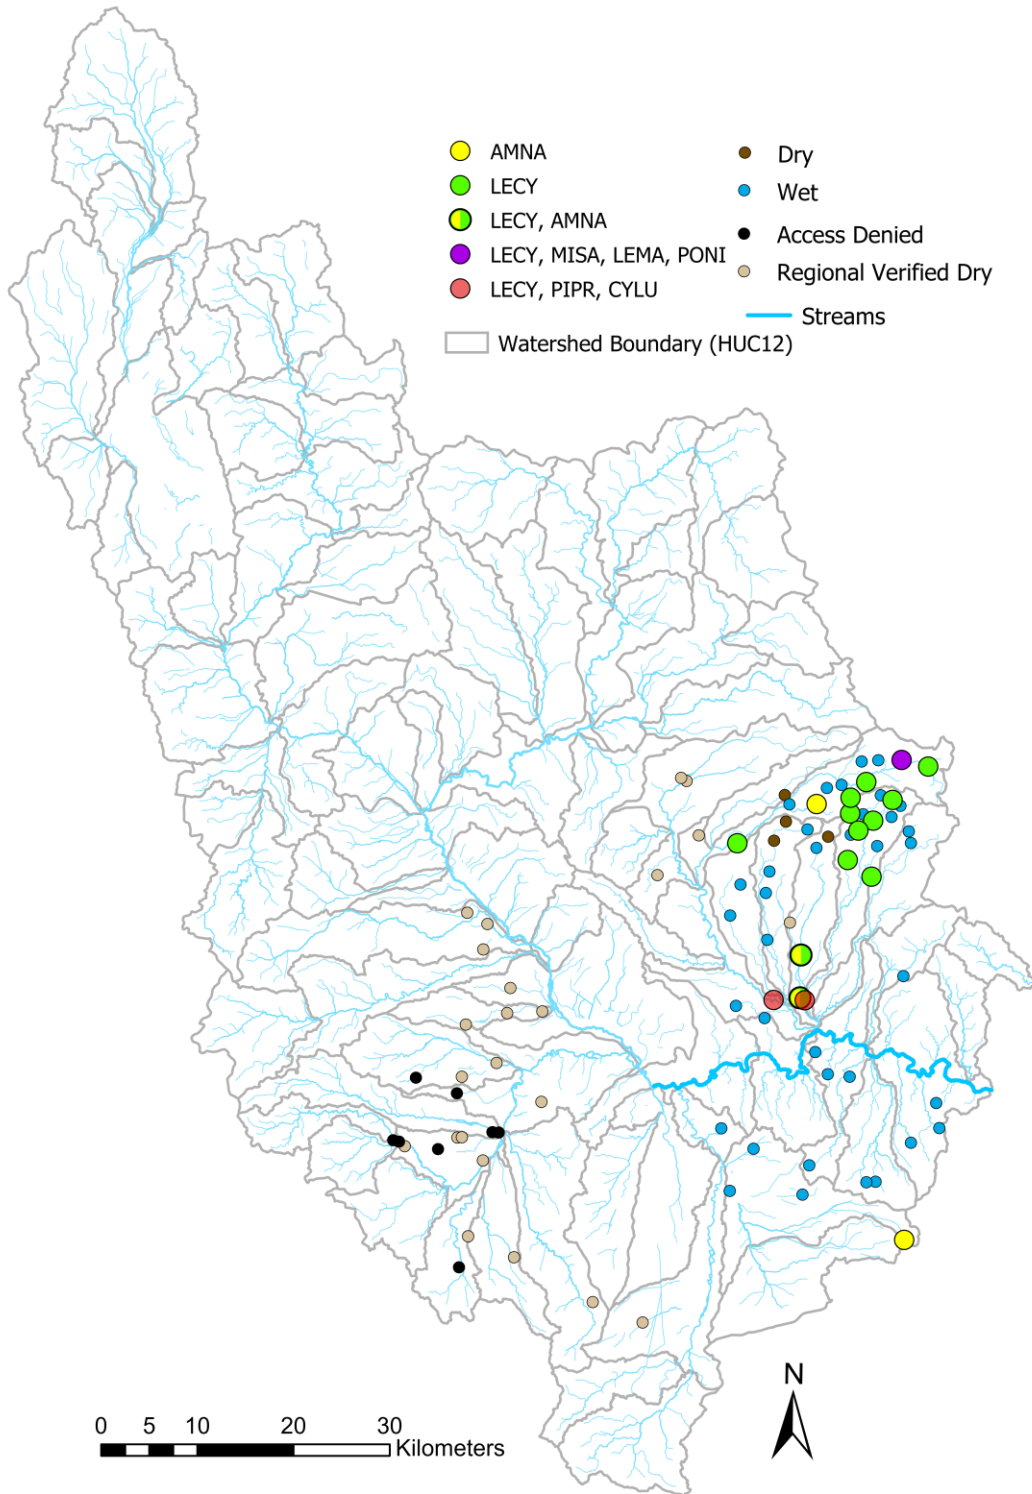 AMNA
LECY
LECY, AMNA
LECY, MISA, LEMA, PONI
LECY, PIPR, CYLU
Watershed Boundary (HUC12)
Dry
Wet
Access Denied
Regional Verified Dry
Streams
N
0 5 10 20 30
Kilometers